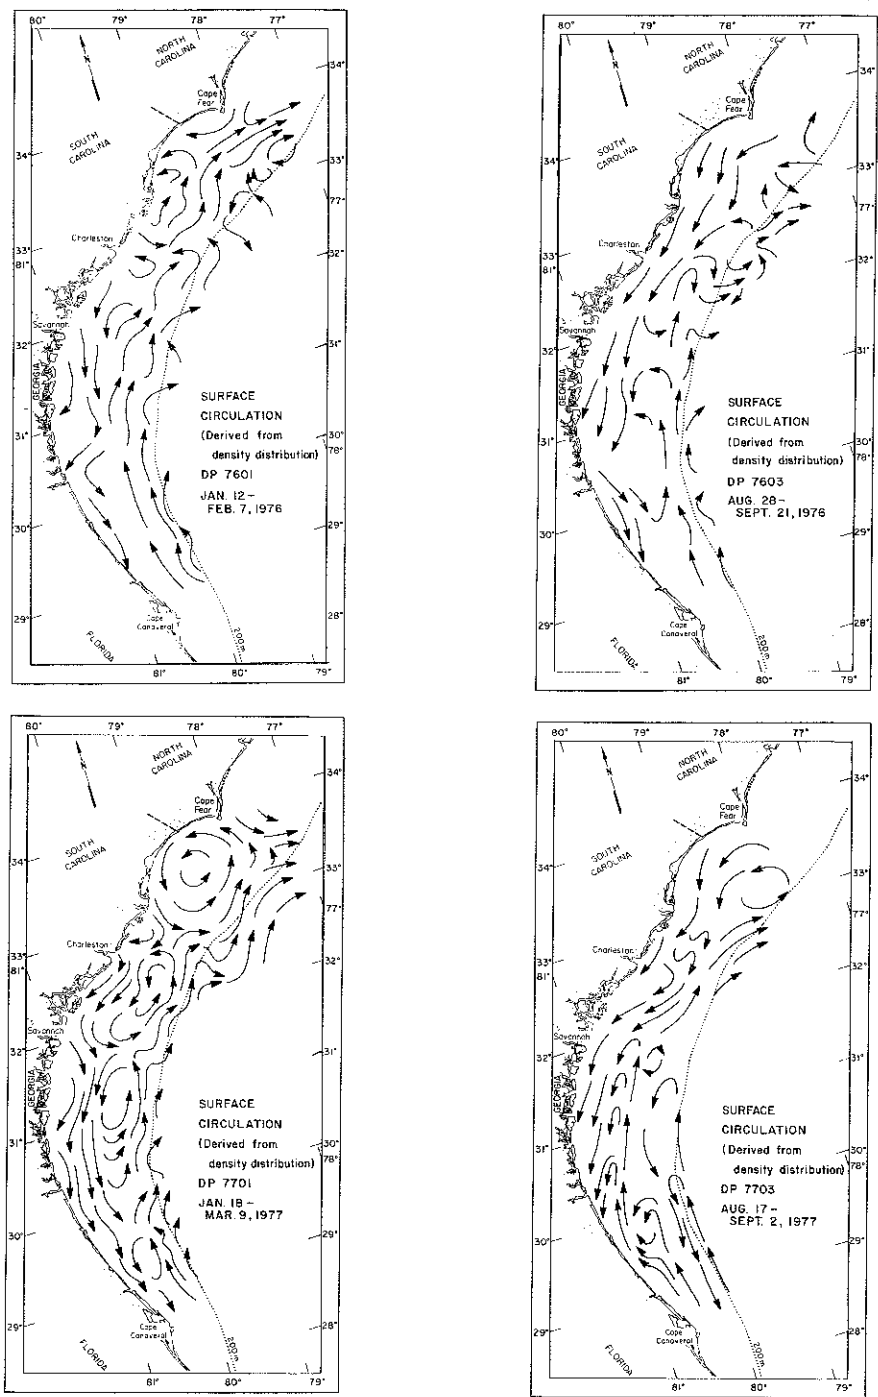 80°
79°
78°
77°
N
NORTH
CAROLINA
34°
Cape
Fear
SOUTH
CAROLINA
34°
33°
77°
Charleston
33°
81°
32°
Savannah
32°
31°
GEORGIA
SURFACE
CIRCULATION
(Derived from
density distribution)
DP 7601
JAN. 12 –
FEB. 7, 1976
31°
30°
78°
30°
29°
29°
28°
Cape
Canaveral
FLORIDA
200m
81°
80°
79°
80°
79°
78°
77°
N
NORTH
CAROLINA
34°
Cape
Fear
SOUTH
CAROLINA
34°
33°
77°
Charleston
33°
81°
32°
Savannah
32°
31°
GEORGIA
SURFACE
CIRCULATION
(Derived from
density distribution)
DP 7603
AUG. 28 –
SEPT. 21, 1976
31°
30°
78°
30°
29°
29°
28°
Cape
Canaveral
FLORIDA
200m
81°
80°
79°
80°
79°
78°
77°
N
NORTH
CAROLINA
34°
Cape
Fear
SOUTH
CAROLINA
34°
33°
77°
Charleston
33°
81°
32°
Savannah
32°
31°
GEORGIA
SURFACE
CIRCULATION
(Derived from
density distribution)
DP 7701
JAN. 18 –
MAR. 9, 1977
31°
30°
78°
30°
29°
29°
28°
Cape
Canaveral
FLORIDA
200m
81°
80°
79°
80°
79°
78°
77°
N
NORTH
CAROLINA
34°
Cape
Fear
SOUTH
CAROLINA
34°
33°
77°
Charleston
33°
81°
32°
Savannah
32°
31°
GEORGIA
SURFACE
CIRCULATION
(Derived from
density distribution)
DP 7703
AUG. 17 –
SEPT. 2, 1977
31°
30°
78°
30°
29°
29°
28°
Cape
Canaveral
FLORIDA
200m
81°
80°
79°